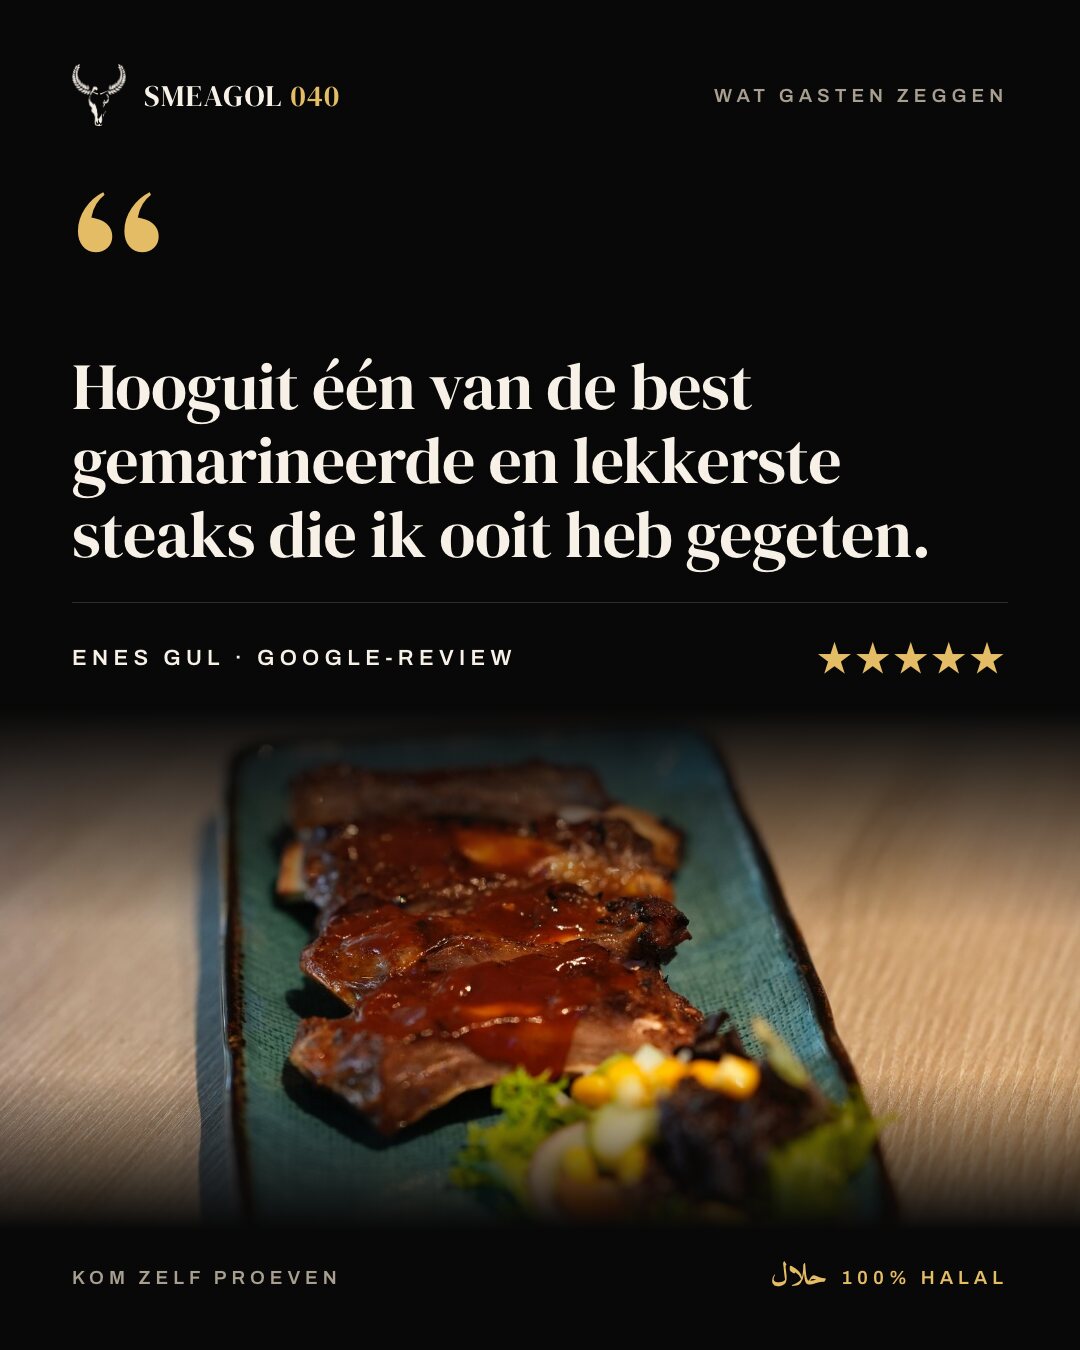 SMEAGOL 040
WAT GASTEN ZEGGEN
“
Hooguit één van de best
gemarineerde en lekkerste
steaks die ik ooit heb gegeten.
ENES GUL · GOOGLE-REVIEW
★★★★★
KOM ZELF PROEVEN
حلال 100% HALAL